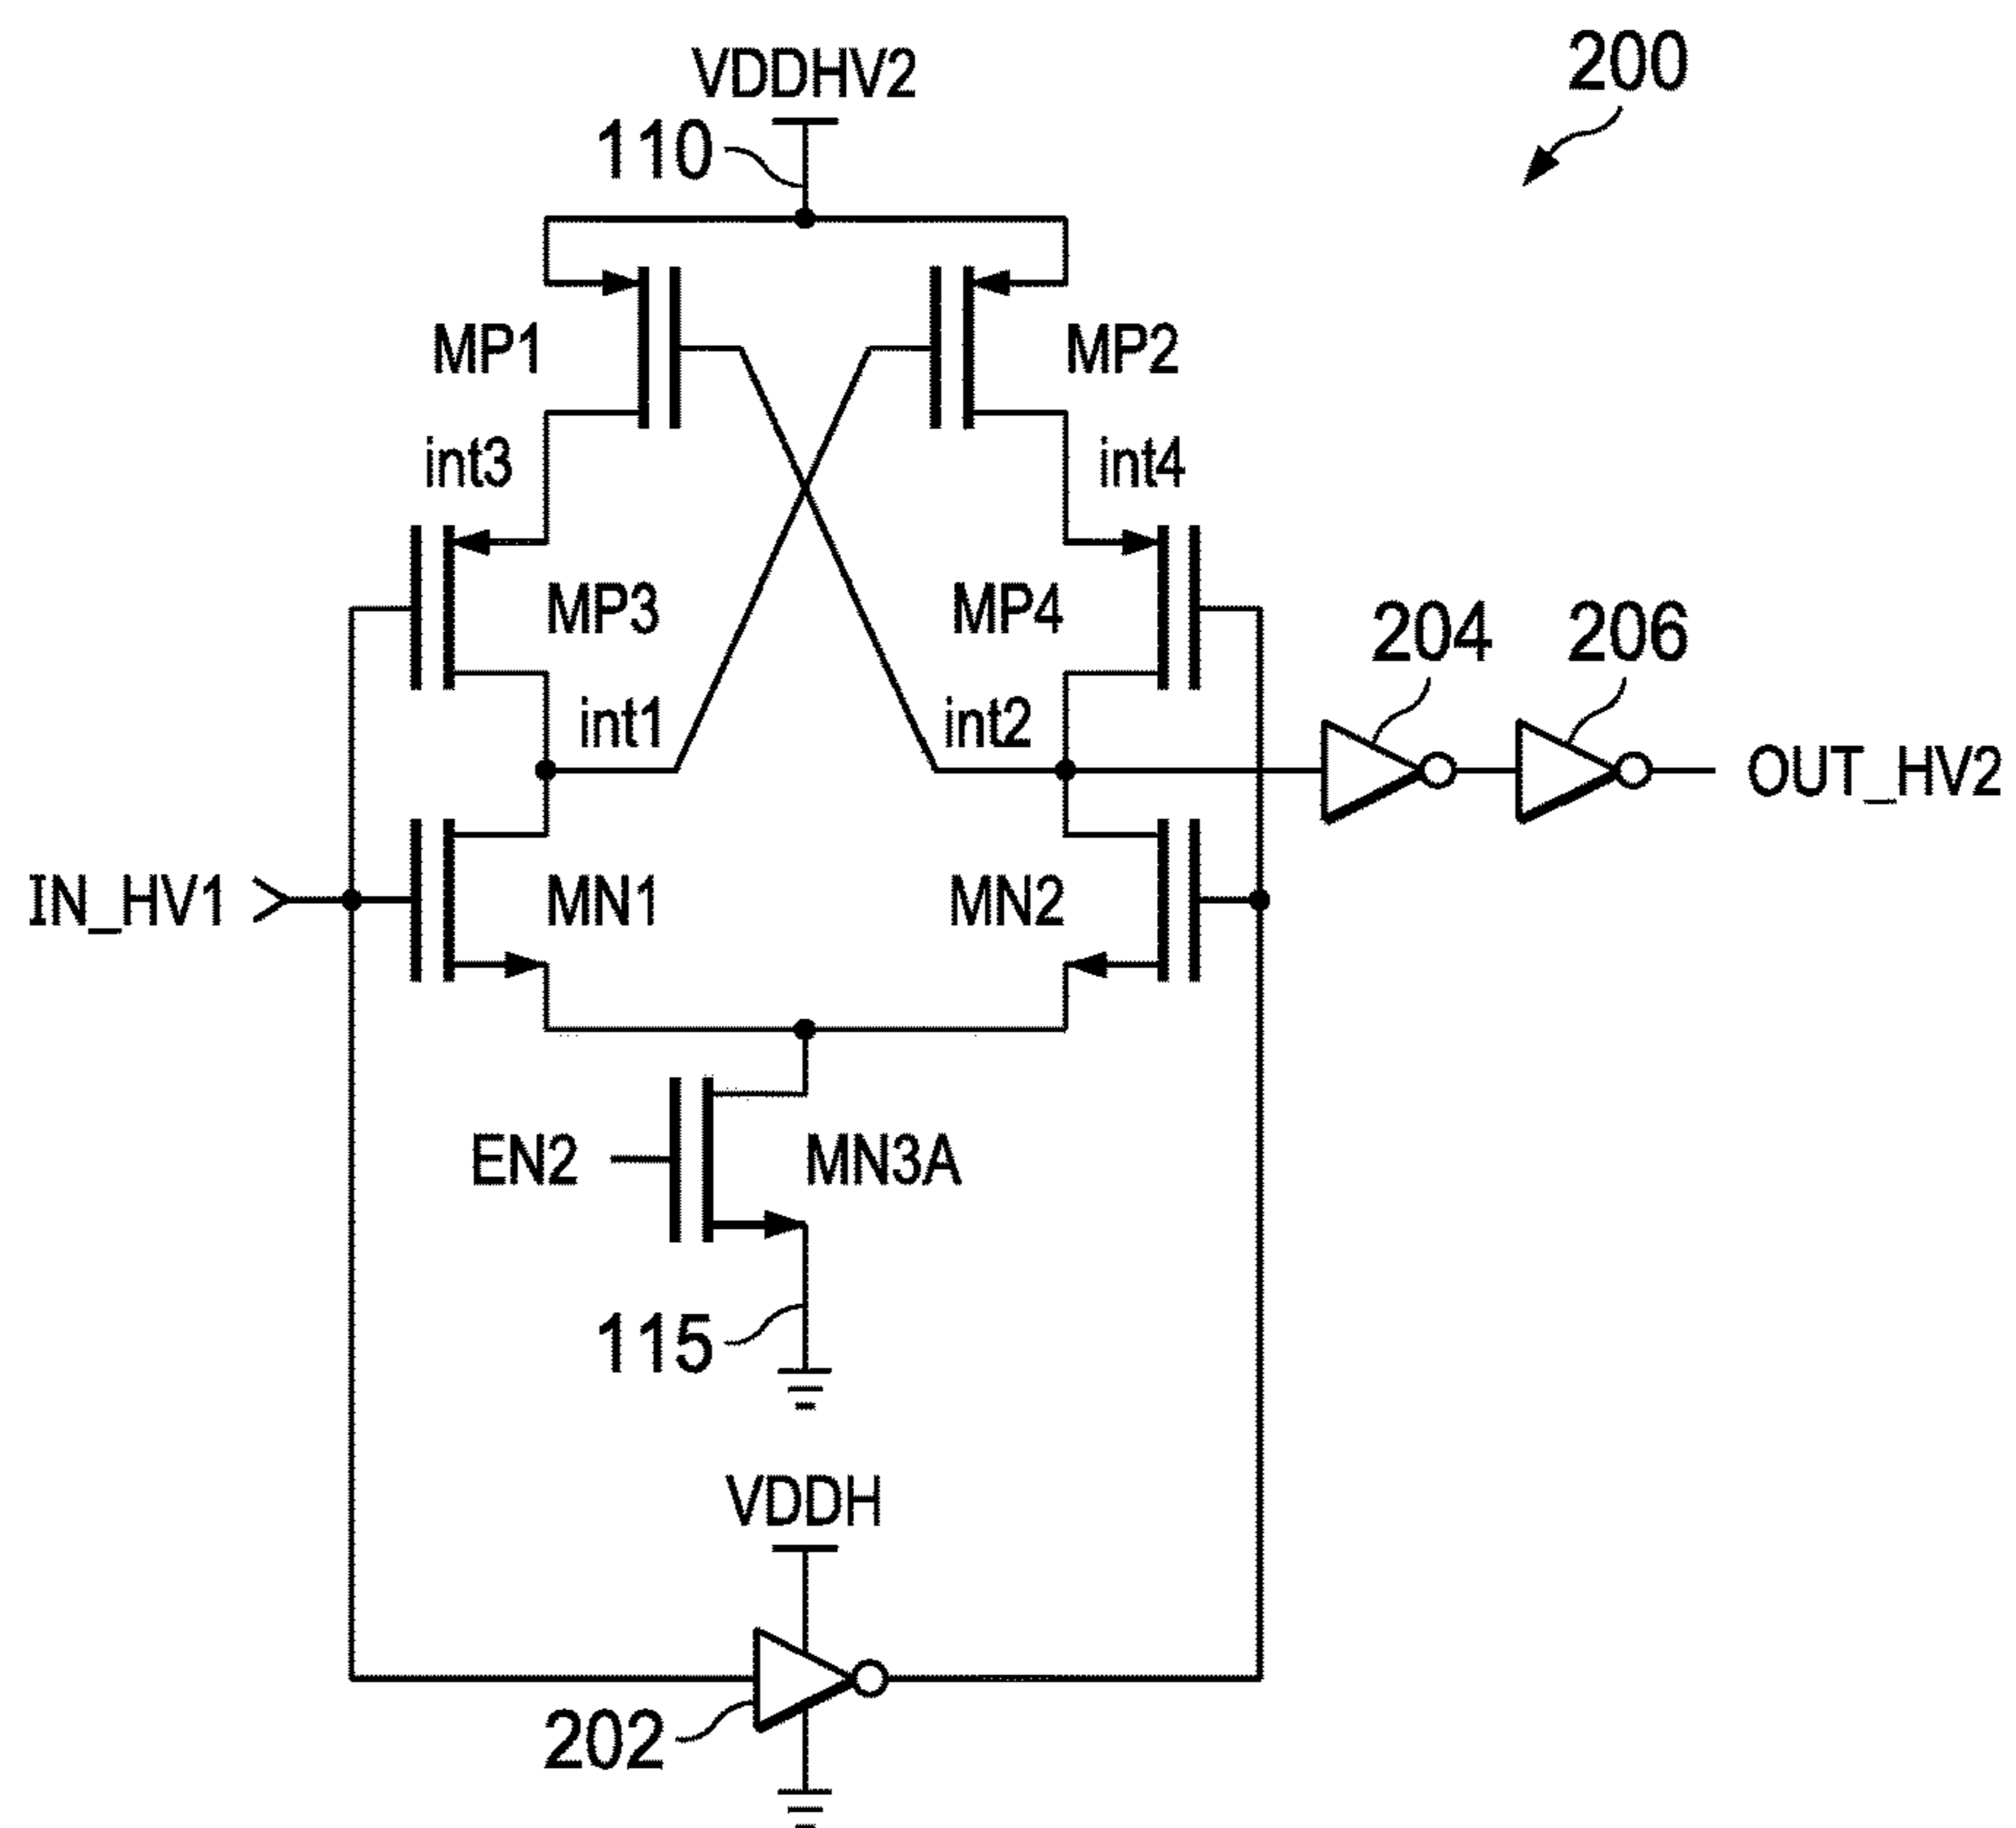 200
VDDHV2
110
MP1
MP2
int3
int4
MP3
MP4
204
206
int1
int2
OUT_HV2
IN_HV1
MN1
MN2
EN2
MN3A
115
VDDH
202